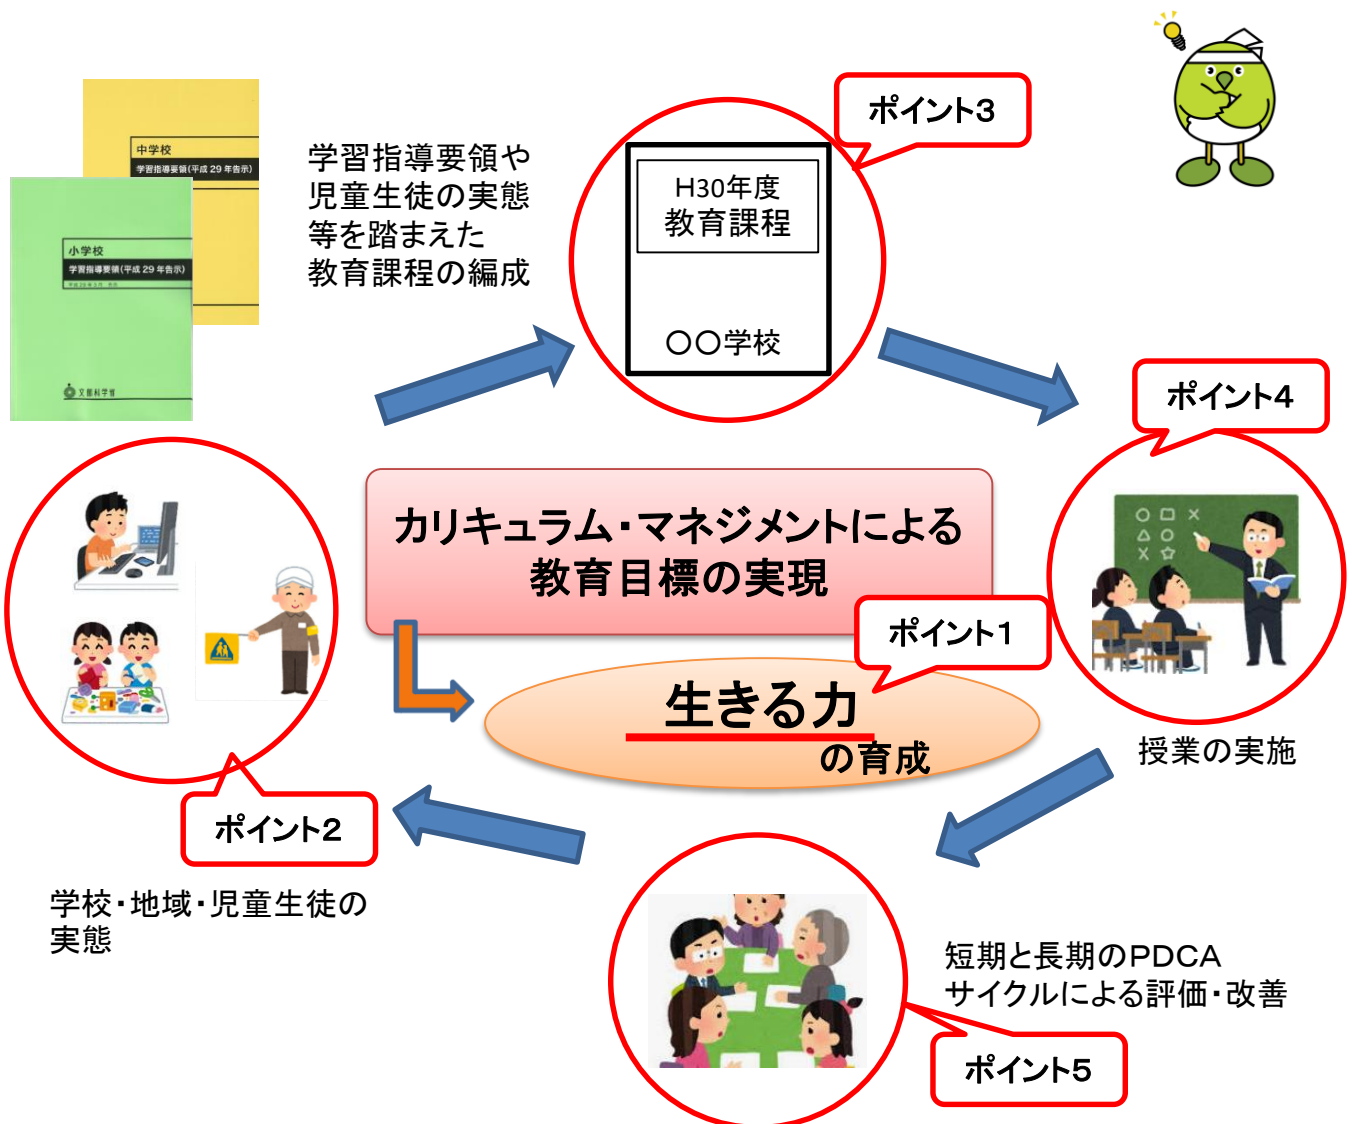 中学校
学習指導要領(平成 29 年告示)
小学校
学習指導要領(平成 29 年告示)
文部科学省
学習指導要領や
児童生徒の実態
等を踏まえた
教育課程の編成
H30年度
教育課程
〇〇学校
ポイント3
ポイント4
カリキュラム・マネジメントによる
教育目標の実現
ポイント1
生きる力
の育成
授業の実施
ポイント2
学校・地域・児童生徒の
実態
短期と長期のPDCA
サイクルによる評価・改善
ポイント5